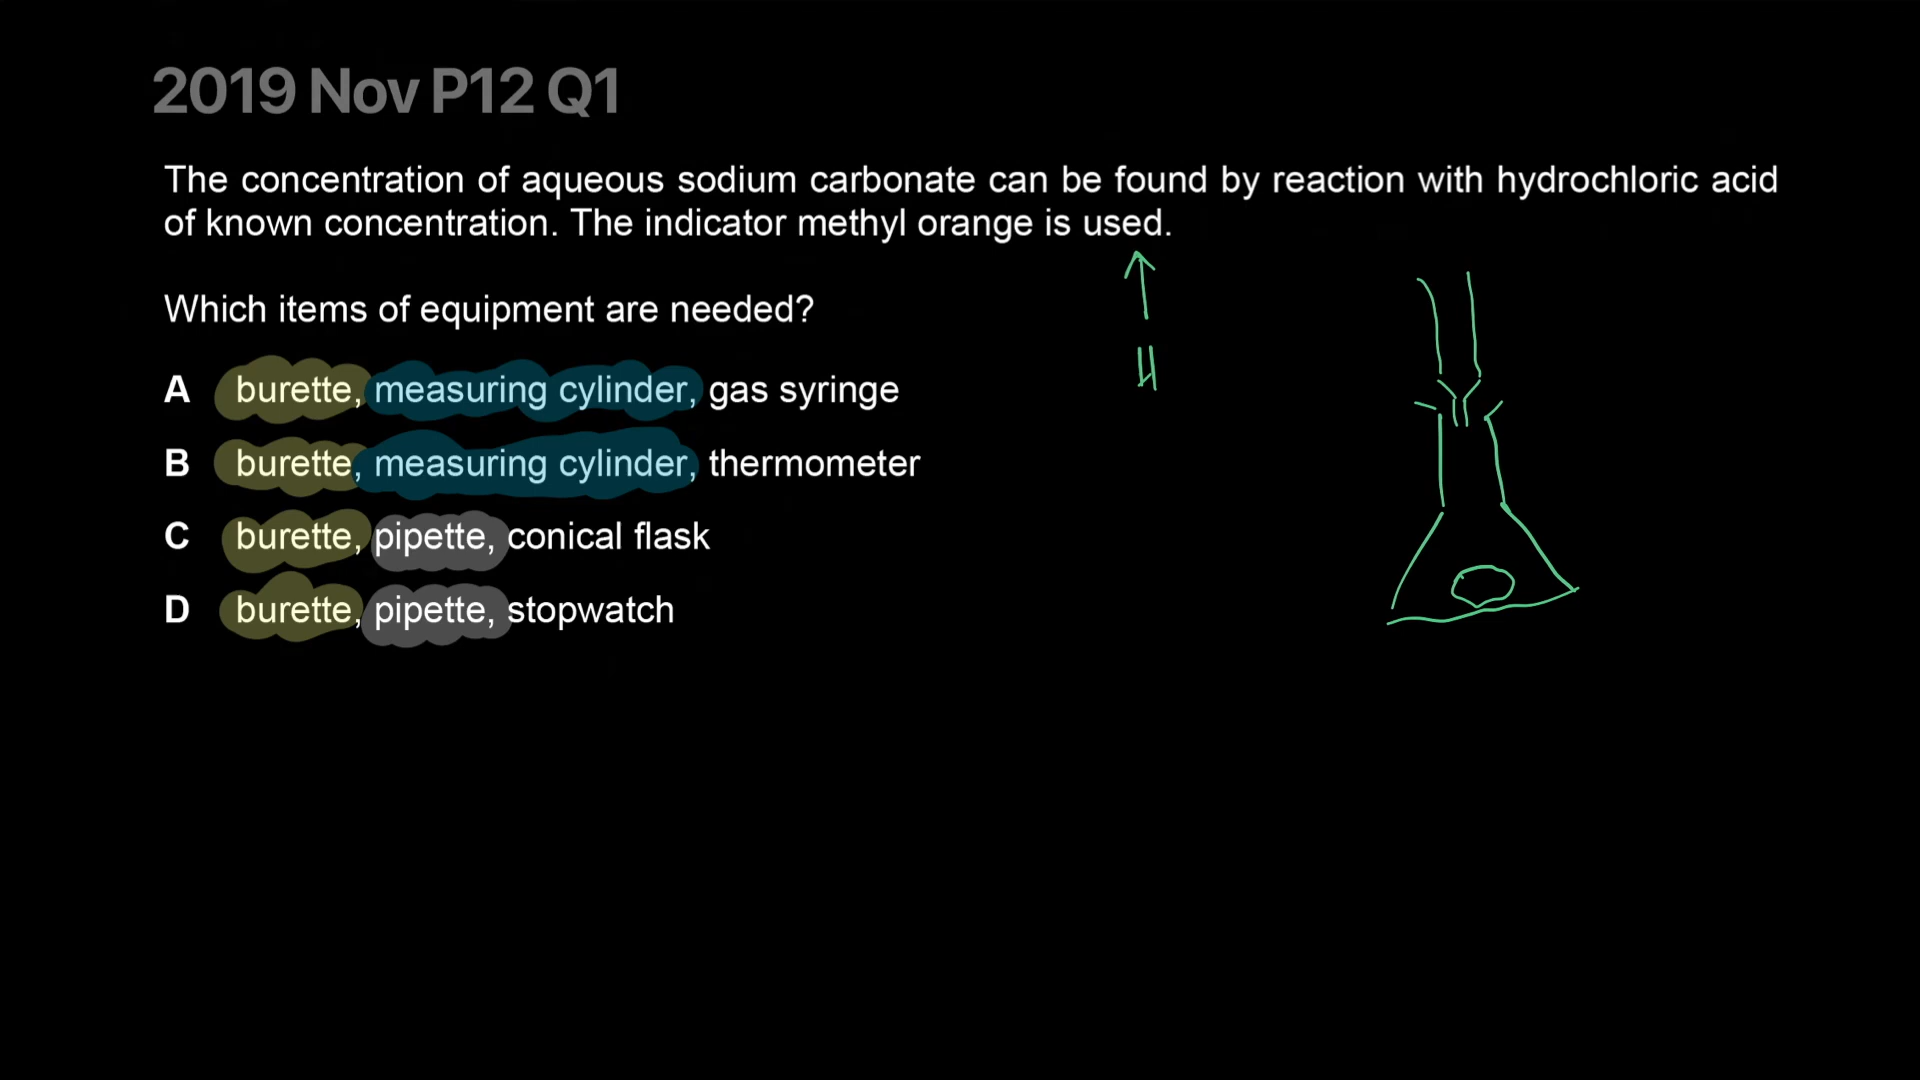 2019 Nov P12 Q1
The concentration of aqueous sodium carbonate can be found by reaction with hydrochloric acid
of known concentration. The indicator methyl orange is used.
Which items of equipment are needed?
A burette, measuring cylinder, gas syringe
B burette, measuring cylinder, thermometer
C burette, pipette, conical flask
D burette, pipette, stopwatch